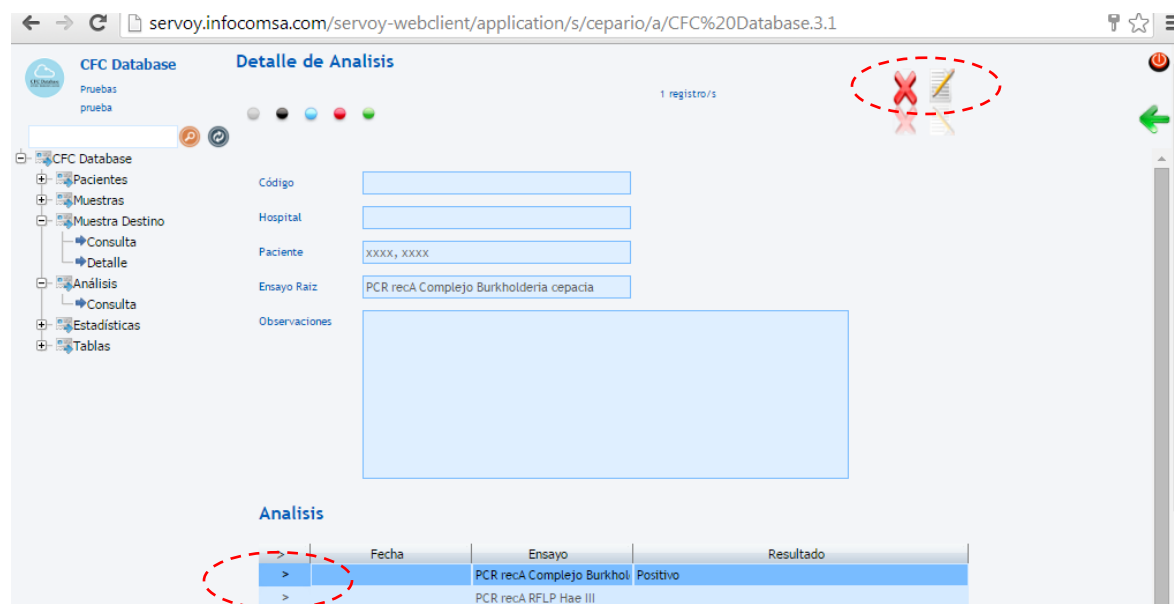 servoy.infocomsa.com/servoy-webclient/application/s/cepario/a/CFC%20Database.3.1
CFC Database
Pruebas
prueba
Detalle de Analisis
1 registro/s
CFC Database
Pacientes
Muestras
Muestra Destino
Consulta
Detalle
Análisis
Consulta
Estadísticas
Tablas
Código
Hospital
Paciente xxxx, xxxx
Ensayo Raiz PCR recA Complejo Burkholderia cepacia
Observaciones
Analisis
> Fecha Ensayo Resultado
> PCR recA Complejo Burkhol Positivo
> PCR recA RFLP Hae III